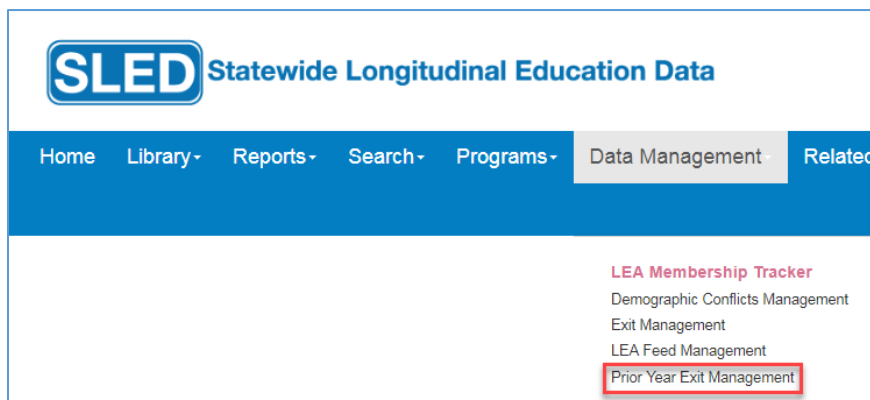 SLED Statewide Longitudinal Education Data
Home Library Reports Search Programs Data Management Related
LEA Membership Tracker
Demographic Conflicts Management
Exit Management
LEA Feed Management
Prior Year Exit Management